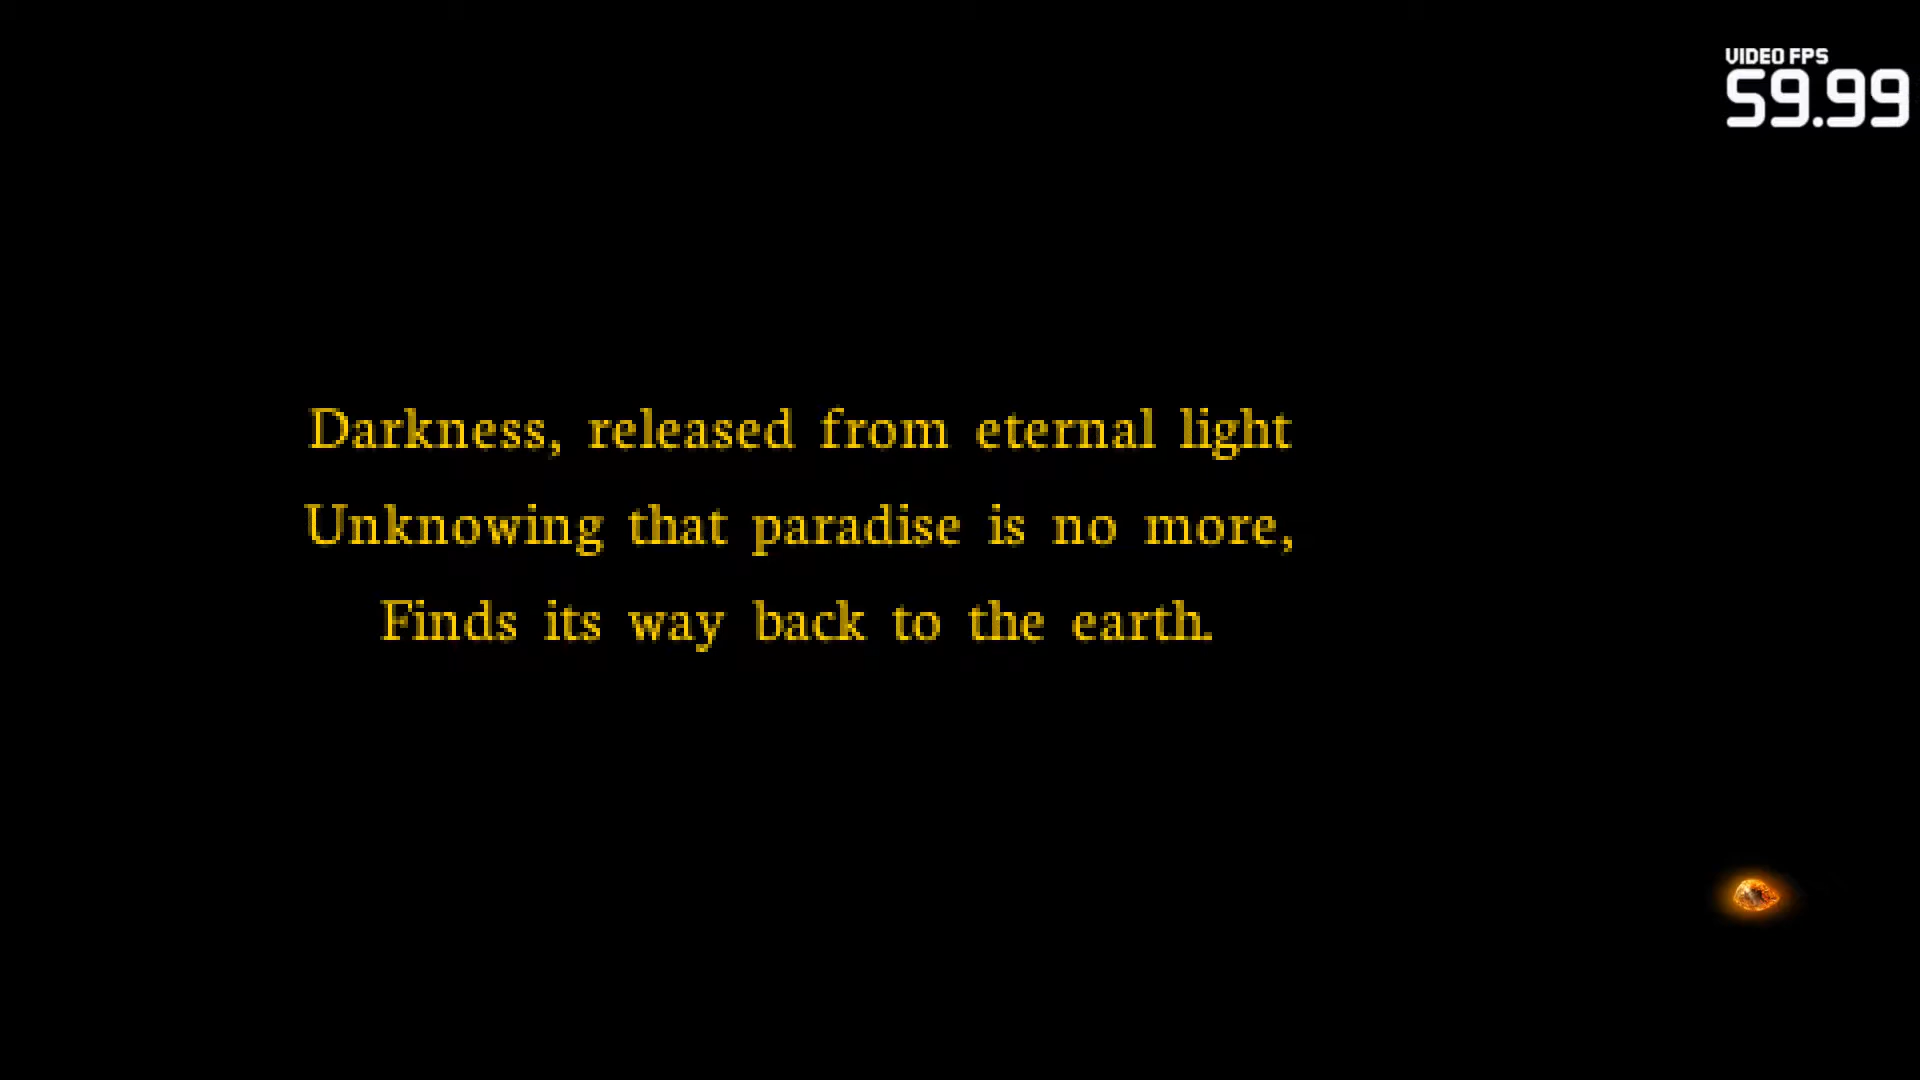 VIDEO FPS
59.99
Darkness, released from eternal light
Unknowing that paradise is no more,
Finds its way back to the earth.